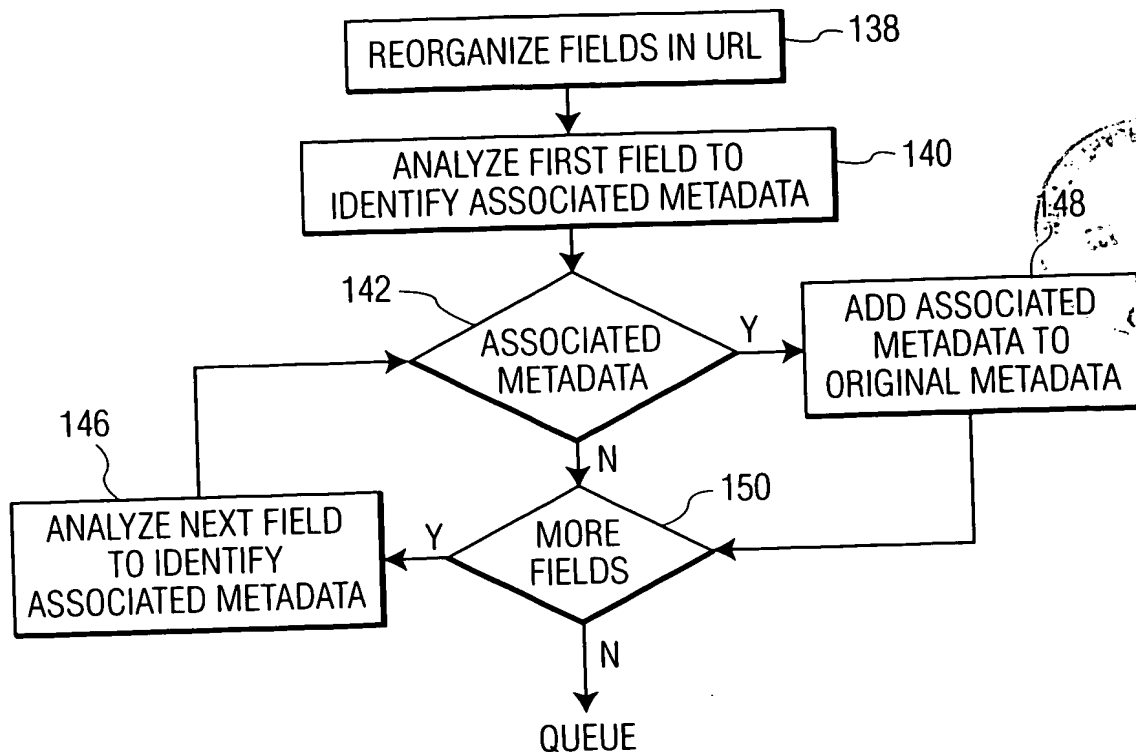 REORGANIZE FIELDS IN URL
138
ANALYZE FIRST FIELD TO
IDENTIFY ASSOCIATED METADATA
140
142
ASSOCIATED
METADATA
Y
148
ADD ASSOCIATED
METADATA TO
ORIGINAL METADATA
N
146
ANALYZE NEXT FIELD
TO IDENTIFY
ASSOCIATED METADATA
Y
150
MORE
FIELDS
N
QUEUE